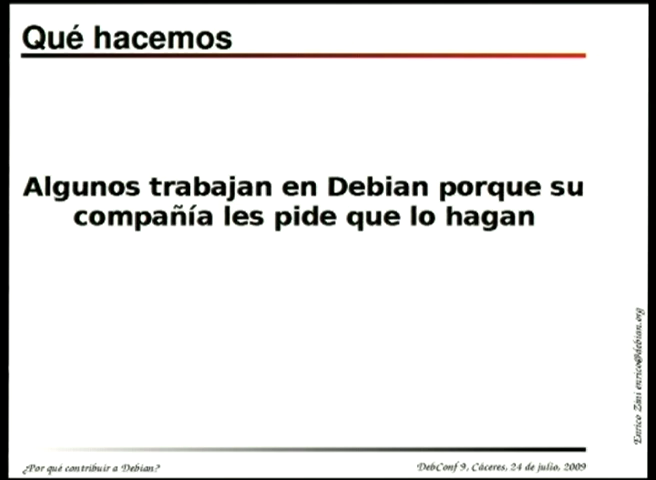 Qué hacemos
Algunos trabajan en Debian porque su
compañía les pide que lo hagan
Enrico Zini enrico@debian.org
¿Por qué contribuir a Debian?
DebConf 9, Cáceres, 24 de julio, 2009